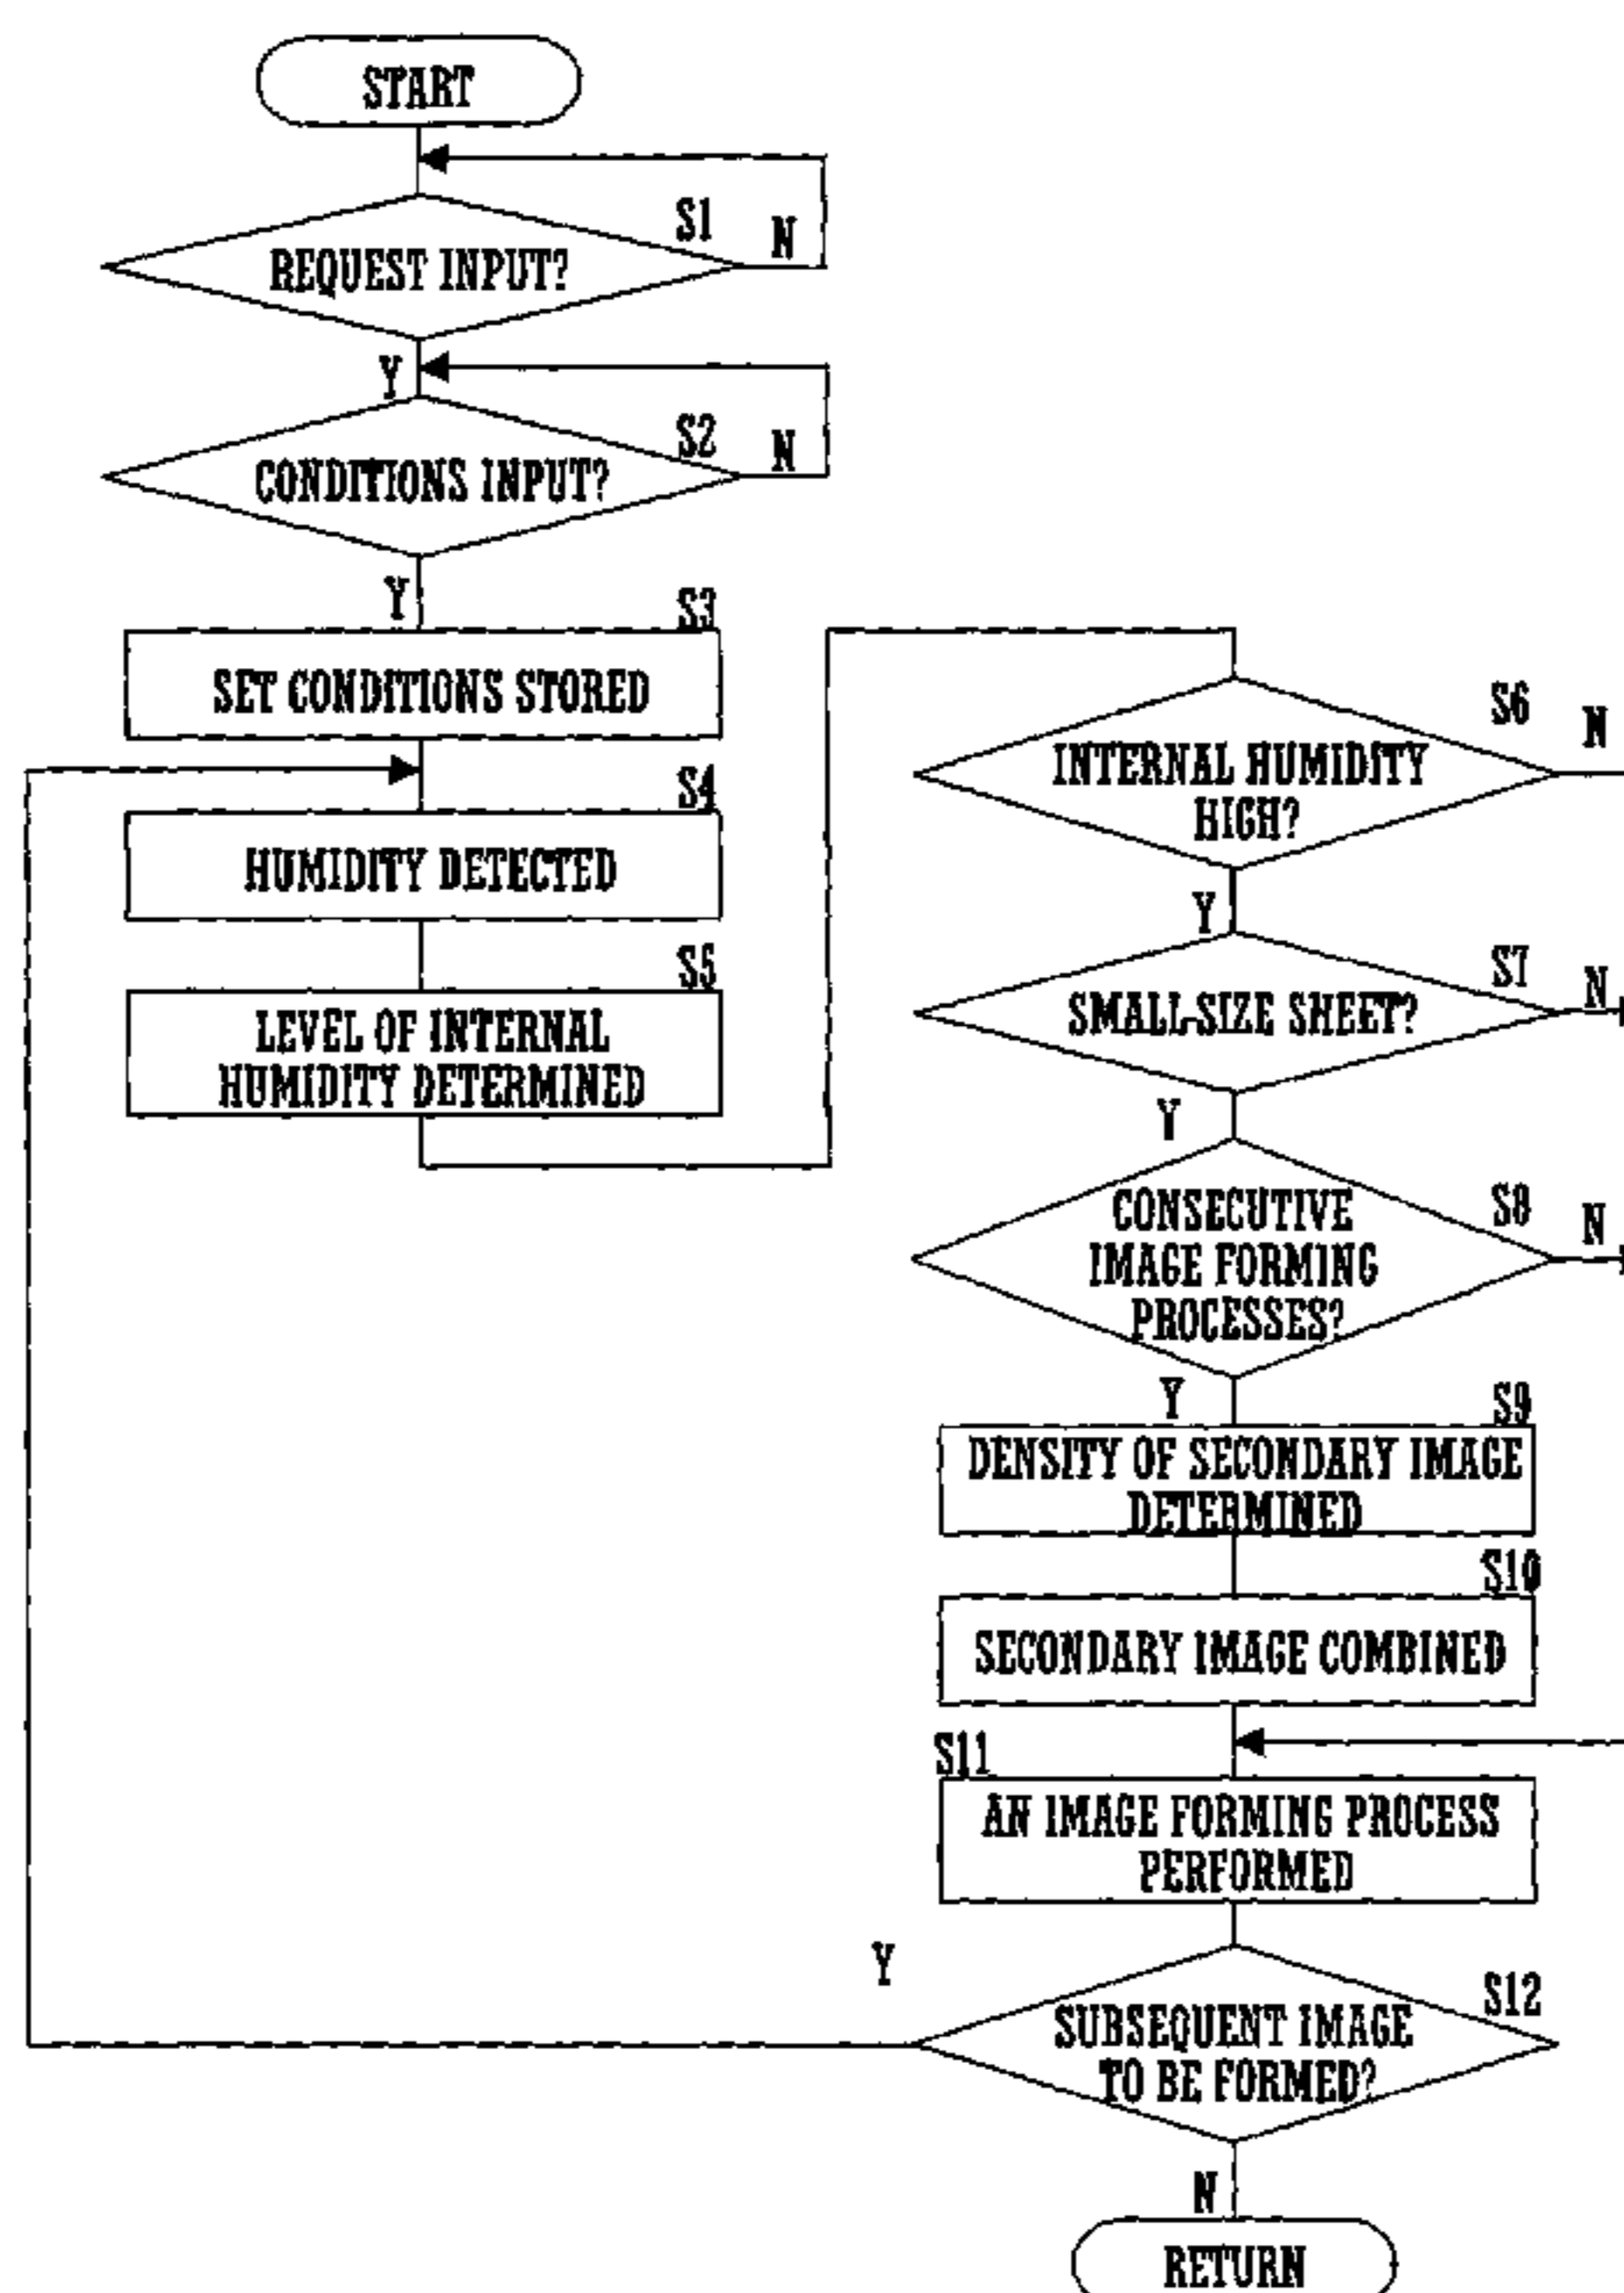 START
S1
N
REQUEST INPUT?
Y
S2
N
CONDITIONS INPUT?
Y
S3
SET CONDITIONS STORED
S4
HUMIDITY DETECTED
S5
LEVEL OF INTERNAL
HUMIDITY DETERMINED
S6
N
INTERNAL HUMIDITY
HIGH?
Y
S7
N
SMALL-SIZE SHEET?
Y
S8
N
CONSECUTIVE
IMAGE FORMING
PROCESSES?
Y
S9
DENSITY OF SECONDARY IMAGE
DETERMINED
S10
SECONDARY IMAGE COMBINED
S11
AN IMAGE FORMING PROCESS
PERFORMED
Y
S12
SUBSEQUENT IMAGE
TO BE FORMED?
N
RETURN